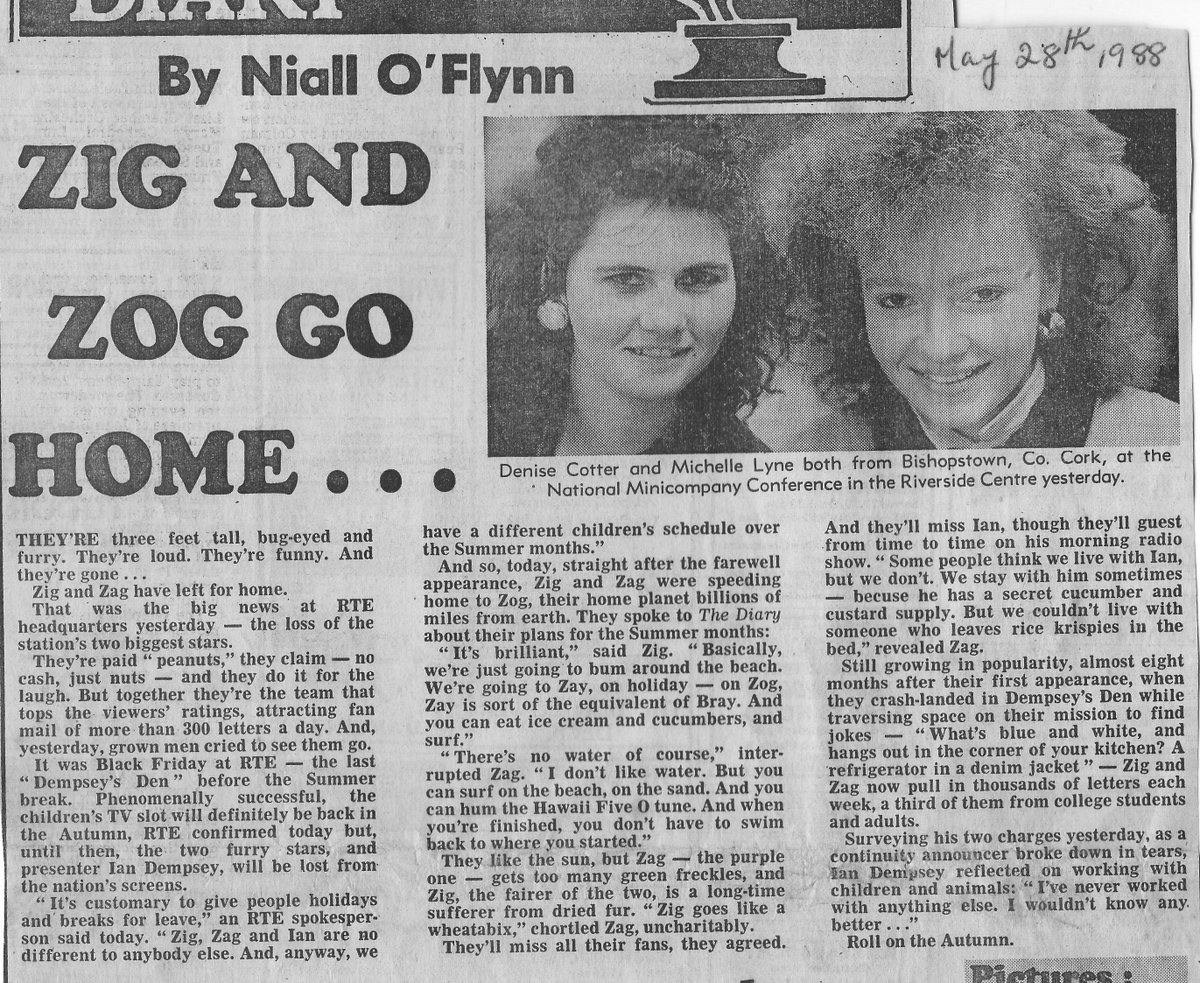 DIARY
By Niall O'Flynn
May 28th, 1988
ZIG AND
ZOG GO
HOME . . .
Denise Cotter and Michelle Lyne both from Bishopstown, Co. Cork, at the
National Minicompany Conference in the Riverside Centre yesterday.
THEY'RE three feet tall, bug-eyed and
furry. They're loud. They're funny. And
they're gone . . .
Zig and Zag have left for home.
That was the big news at RTE
headquarters yesterday — the loss of the
station's two biggest stars.
They're paid "peanuts," they claim — no
cash, just nuts — and they do it for the
laugh. But together they're the team that
tops the viewers' ratings, attracting fan
mail of more than 300 letters a day. And,
yesterday, grown men cried to see them go.
It was Black Friday at RTE — the last
"Dempsey's Den" before the Summer
break. Phenomenally successful, the
children's TV slot will definitely be back in
the Autumn, RTE confirmed today but,
until then, the two furry stars, and
presenter Ian Dempsey, will be lost from
the nation's screens.
"It's customary to give people holidays
and breaks for leave," an RTE spokesper-
son said today. "Zig, Zag and Ian are no
different to anybody else. And, anyway, we
have a different children's schedule over
the Summer months."
And so, today, straight after the farewell
appearance, Zig and Zag were speeding
home to Zog, their home planet billions of
miles from earth. They spoke to The Diary
about their plans for the Summer months:
"It's brilliant," said Zig. "Basically,
we're just going to bum around the beach.
We're going to Zay, on holiday — on Zog,
Zay is sort of the equivalent of Bray. And
you can eat ice cream and cucumbers, and
surf."
"There's no water of course," inter-
rupted Zag. "I don't like water. But you
can surf on the beach, on the sand. And you
can hum the Hawaii Five O tune. And when
you're finished, you don't have to swim
back to where you started."
They like the sun, but Zag — the purple
one — gets too many green freckles, and
Zig, the fairer of the two, is a long-time
sufferer from dried fur. "Zig goes like a
wheatabix," chortled Zag, uncharitably.
They'll miss all their fans, they agreed.
And they'll miss Ian, though they'll guest
from time to time on his morning radio
show. "Some people think we live with Ian,
but we don't. We stay with him sometimes
— becuse he has a secret cucumber and
custard supply. But we couldn't live with
someone who leaves rice krispies in the
bed," revealed Zag.
Still growing in popularity, almost eight
months after their first appearance, when
they crash-landed in Dempsey's Den while
traversing space on their mission to find
jokes — "What's blue and white, and
hangs out in the corner of your kitchen? A
refrigerator in a denim jacket" — Zig and
Zag now pull in thousands of letters each
week, a third of them from college students
and adults.
Surveying his two charges yesterday, as a
continuity announcer broke down in tears,
Ian Dempsey reflected on working with
children and animals: "I've never worked
with anything else. I wouldn't know any
better . . ."
Roll on the Autumn.
Pictures :